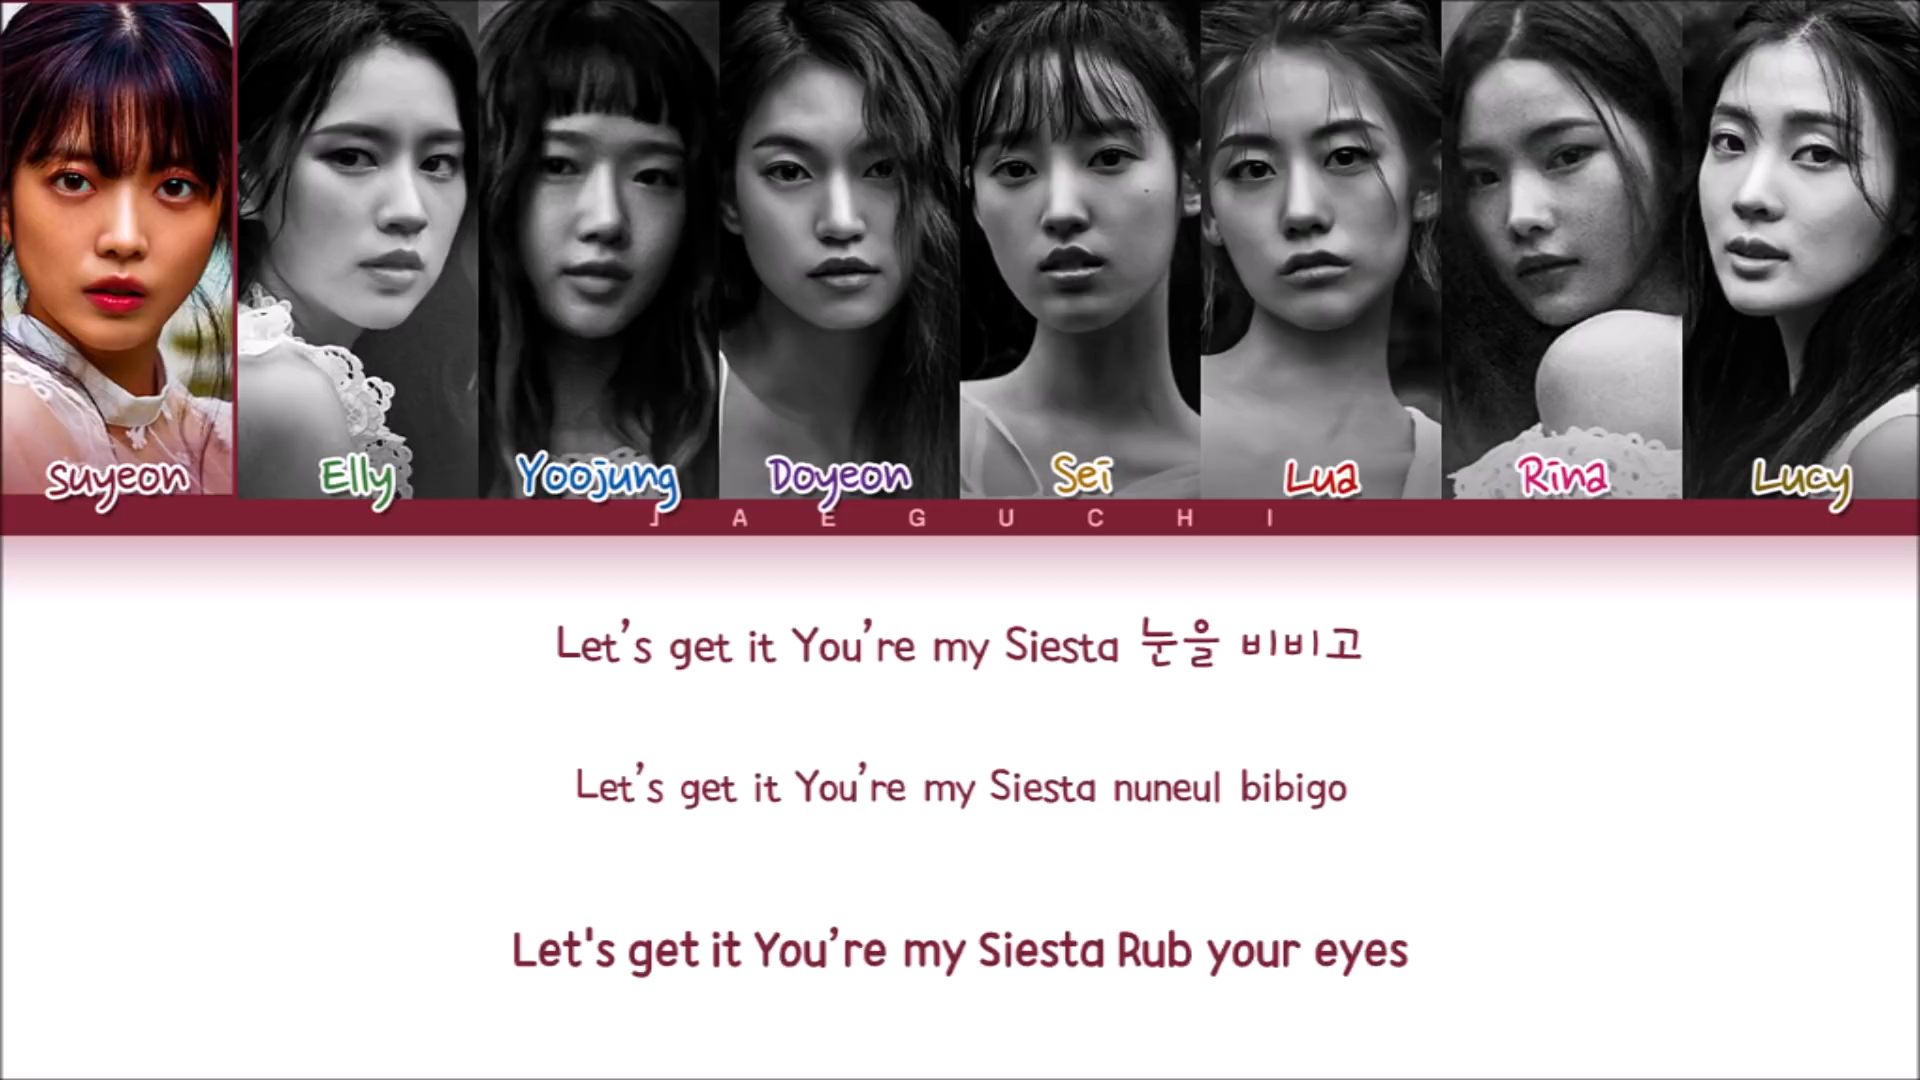 Suyeon Elly Yoojung Doyeon Sei Lua Rina Lucy
JAEGUCHI
Let’s get it You’re my Siesta 눈을 비비고
Let’s get it You’re my Siesta nuneul bibigo
Let's get it You’re my Siesta Rub your eyes